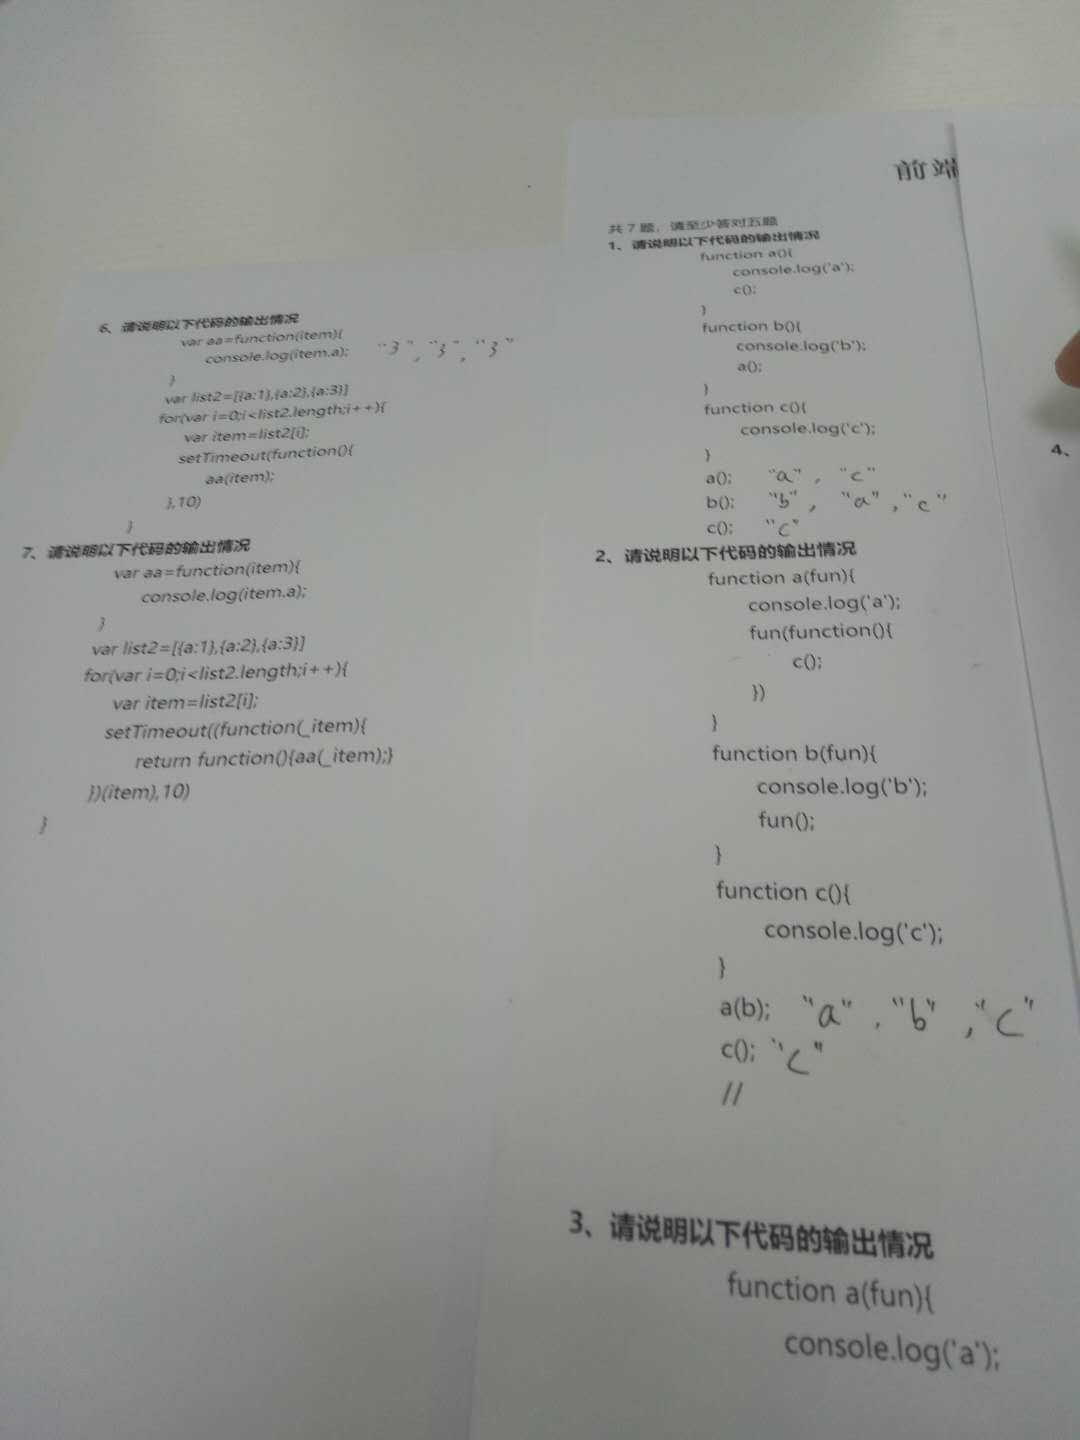 前端
共 7 题，请至少答对五题
1、请说明以下代码的输出情况
function a(){
console.log('a');
c();
}
function b(){
console.log('b');
a();
}
function c(){
console.log('c');
}
a(); "a" , "c"
b(); "b" , "a" , "c"
c(); "c"
2、请说明以下代码的输出情况
function a(fun){
console.log('a');
fun(function(){
c();
})
}
function b(fun){
console.log('b');
fun();
}
function c(){
console.log('c');
}
a(b); "a" , "b" , "c"
c(); "c"
//
3、请说明以下代码的输出情况
function a(fun){
console.log('a');
4、
6、请说明以下代码的输出情况
var aa=function(item){
console.log(item.a); "3" , "3" , "3"
}
var list2=[{a:1},{a:2},{a:3}]
for(var i=0;i<list2.length;i++){
var item=list2[i];
setTimeout(function(){
aa(item);
},10)
}
7、请说明以下代码的输出情况
var aa=function(item){
console.log(item.a);
}
var list2=[{a:1},{a:2},{a:3}]
for(var i=0;i<list2.length;i++){
var item=list2[i];
setTimeout((function(_item){
return function(){aa(_item);}
})(item),10)
}